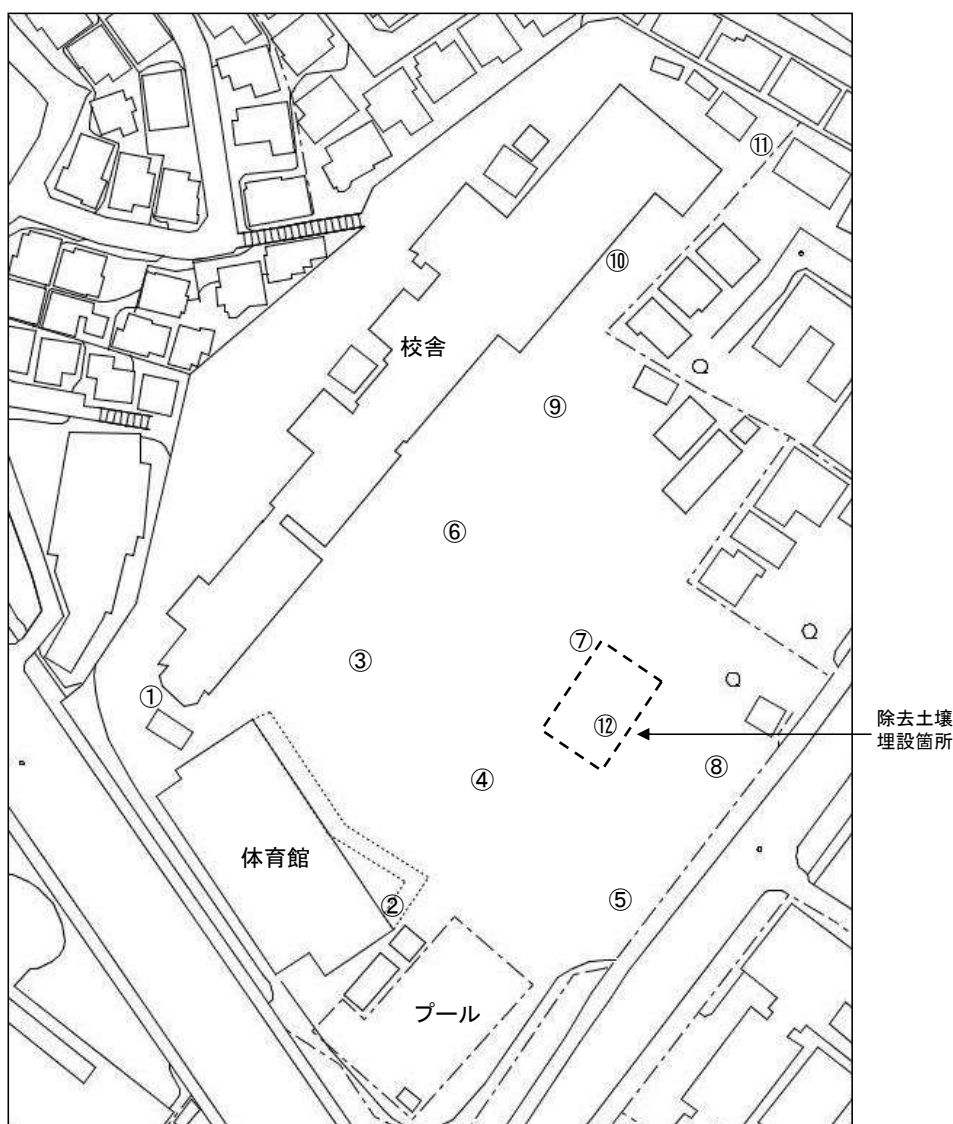 ⑪
⑩
校舎
⑨
⑥
⑦
③
①
⑫
除去土壌
埋設箇所
⑧
④
体育館
⑤
②
プール